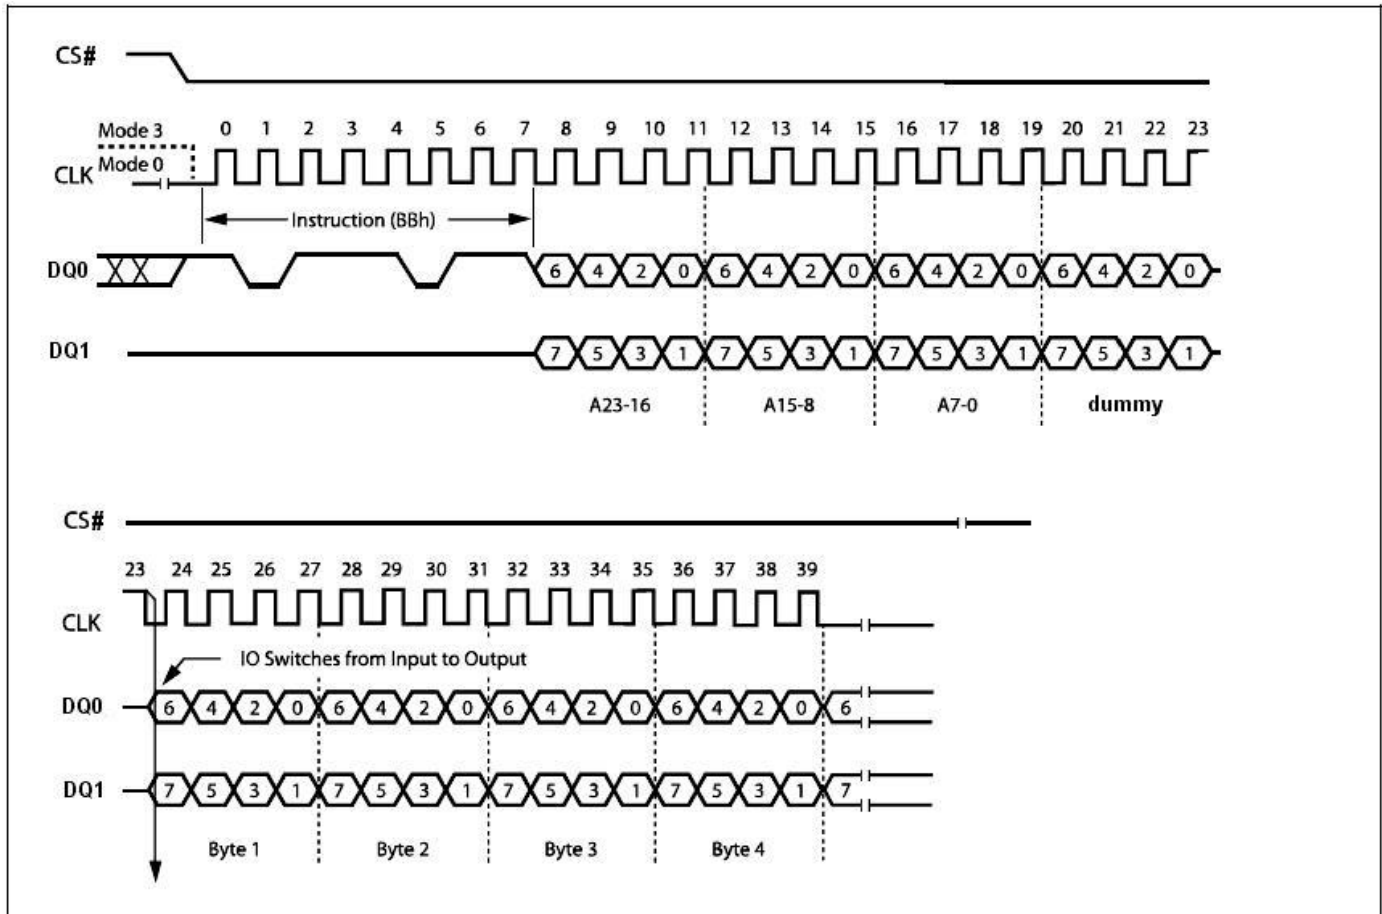 CS#
Mode 3
0 1 2 3 4 5 6 7 8 9 10 11 12 13 14 15 16 17 18 19 20 21 22 23
Mode 0
CLK
Instruction (BBh)
DQ0 6 4 2 0 6 4 2 0 6 4 2 0 6 4 2 0
DQ1 7 5 3 1 7 5 3 1 7 5 3 1 7 5 3 1
A23-16 A15-8 A7-0 dummy
CS#
23 24 25 26 27 28 29 30 31 32 33 34 35 36 37 38 39
CLK
IO Switches from Input to Output
DQ0 6 4 2 0 6 4 2 0 6 4 2 0 6 4 2 0 6
DQ1 7 5 3 1 7 5 3 1 7 5 3 1 7 5 3 1 7
Byte 1 Byte 2 Byte 3 Byte 4